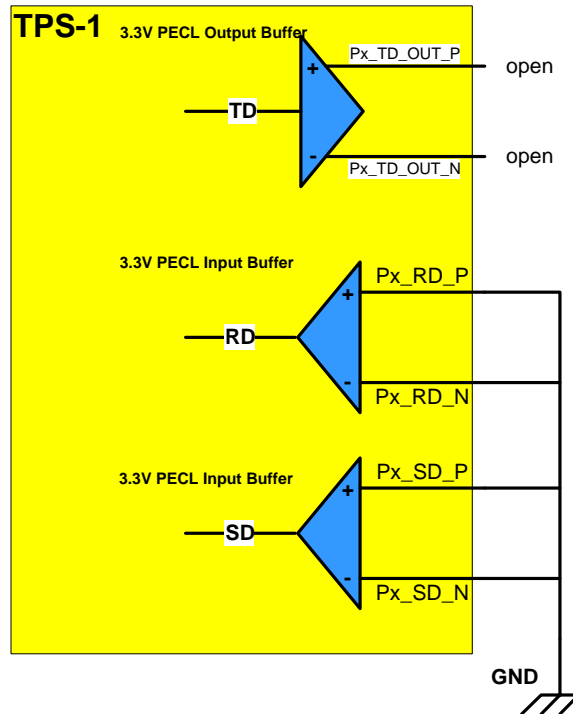 TPS-1
3.3V PECL Output Buffer
Px_TD_OUT_P
open
+
TD
-
Px_TD_OUT_N
open
3.3V PECL Input Buffer
Px_RD_P
+
RD
-
Px_RD_N
3.3V PECL Input Buffer
Px_SD_P
+
SD
-
Px_SD_N
GND